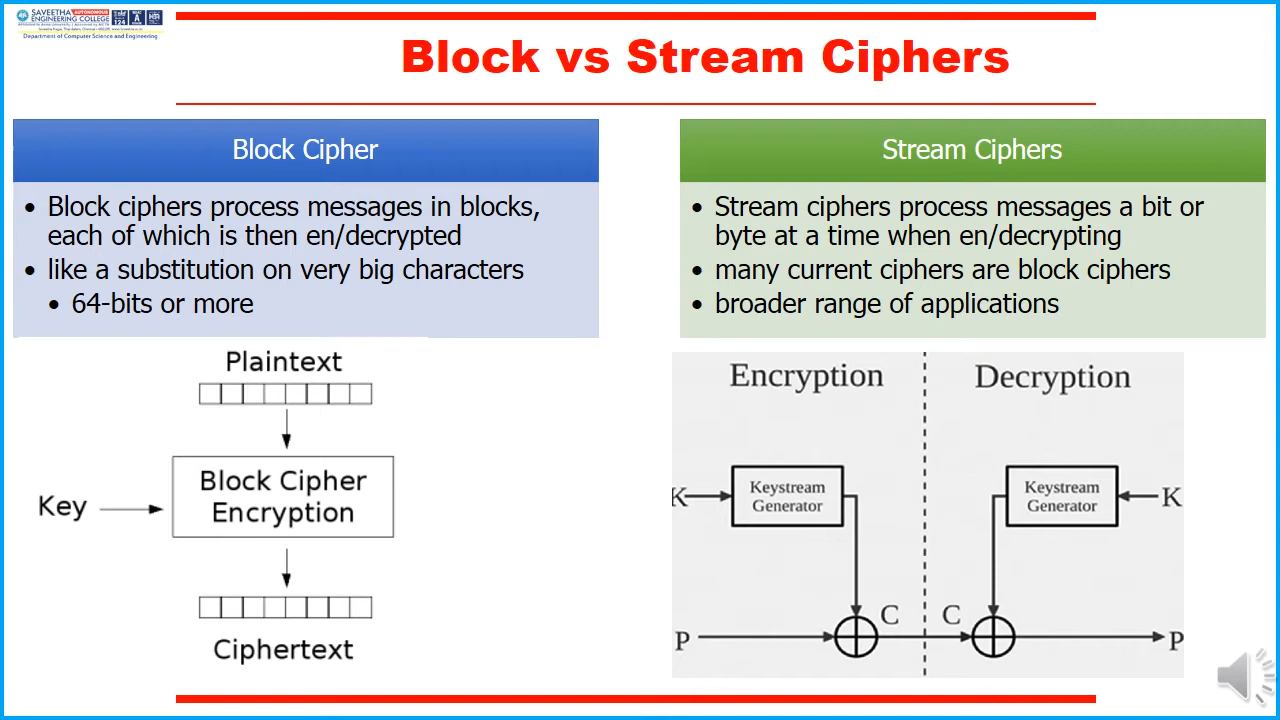 SAVEETHA AUTONOMOUS
ENGINEERING COLLEGE
Department of Computer Science and Engineering
Block vs Stream Ciphers
Block Cipher
• Block ciphers process messages in blocks,
each of which is then en/decrypted
• like a substitution on very big characters
• 64-bits or more
Stream Ciphers
• Stream ciphers process messages a bit or
byte at a time when en/decrypting
• many current ciphers are block ciphers
• broader range of applications
Plaintext
Key
Block Cipher
Encryption
Ciphertext
Encryption
Decryption
K
Keystream
Generator
Keystream
Generator
K
P
C
C
P